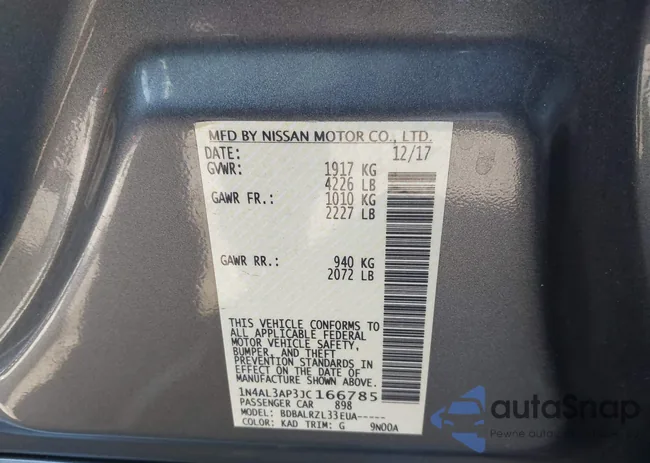 MFD BY NISSAN MOTOR CO., LTD.
DATE: 12/17
GVWR: 1917 KG
4226 LB
GAWR FR.: 1010 KG
2227 LB
GAWR RR.: 940 KG
2072 LB
THIS VEHICLE CONFORMS TO
ALL APPLICABLE FEDERAL
MOTOR VEHICLE SAFETY,
BUMPER, AND THEFT
PREVENTION STANDARDS IN
EFFECT ON THE DATE OF
MANUFACTURE SHOWN ABOVE.
1N4AL3AP3JC166785
PASSENGER CAR 898
MODEL: BDBALRZL33EUA-----
COLOR: KAD TRIM: G 9N00A
autoSnap
Pewne auto